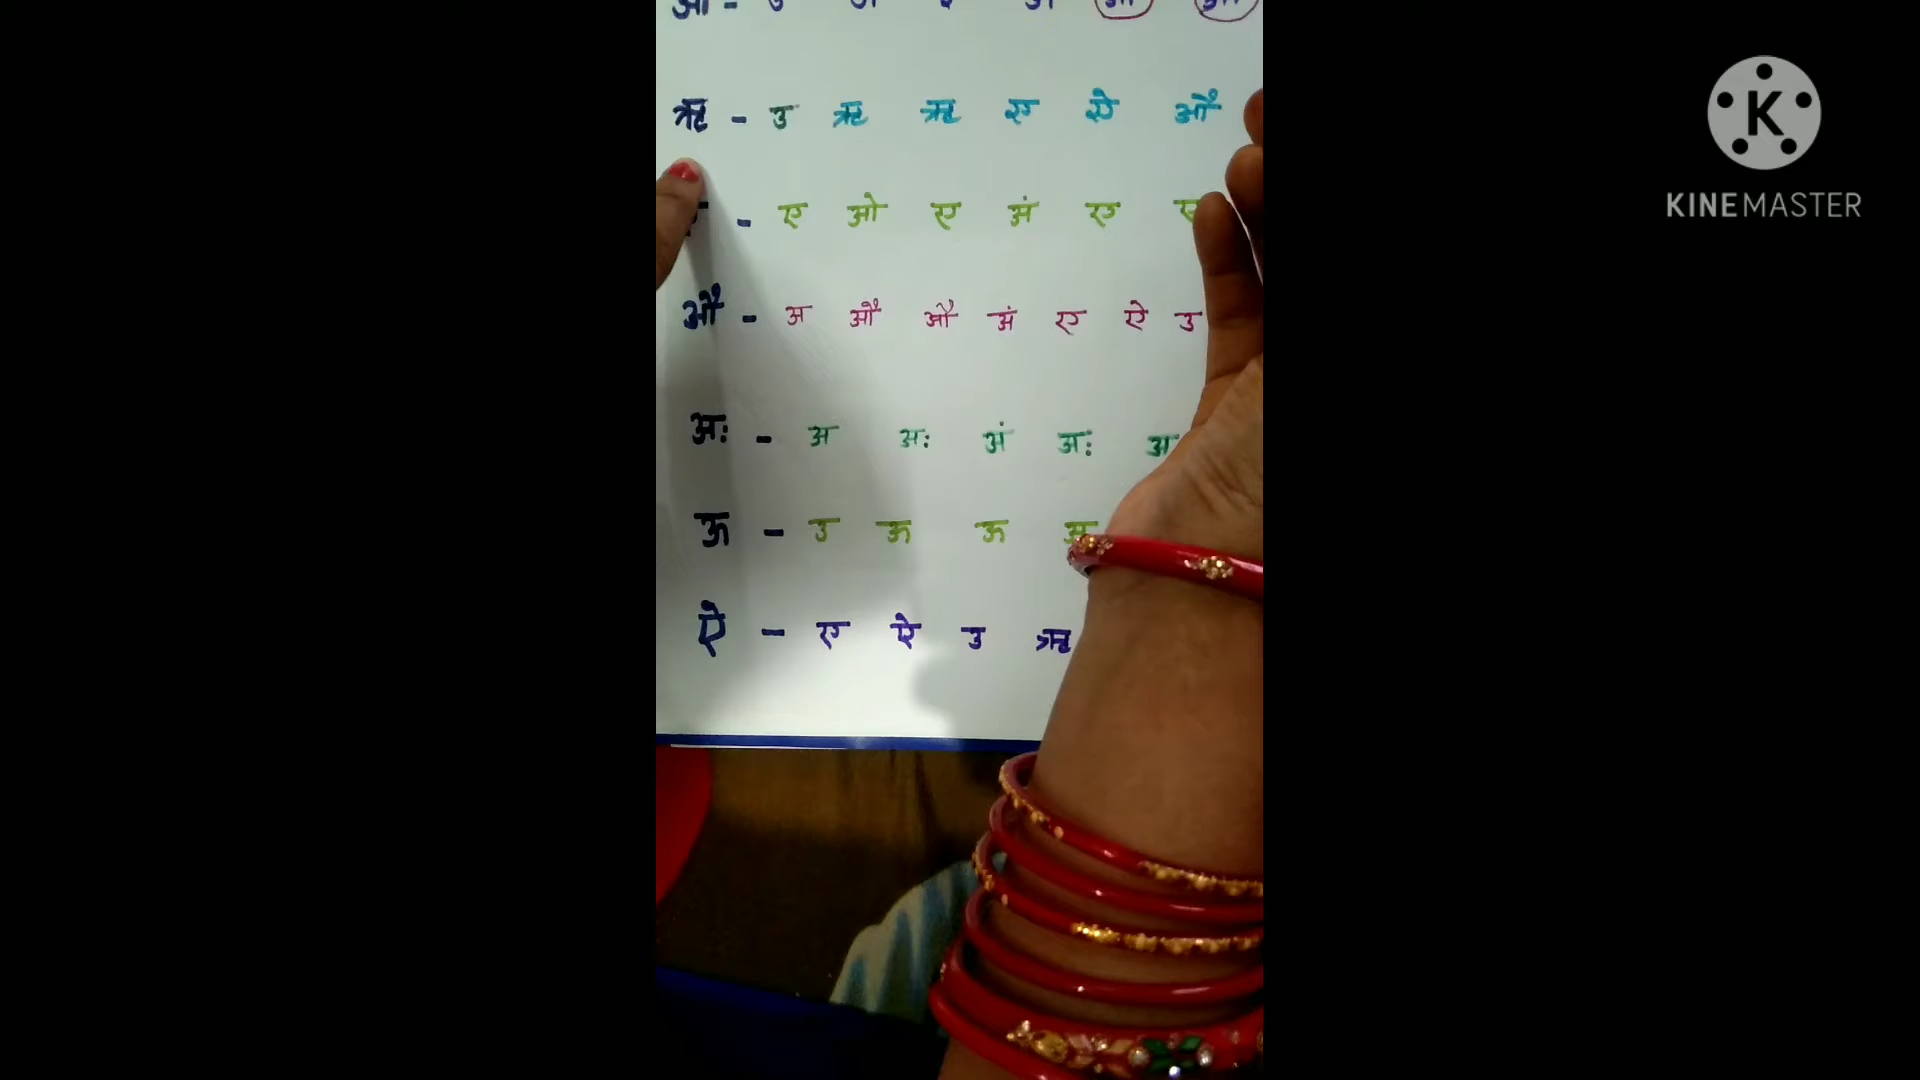 ऋ - उ ऋ ऋ ए ऐ औ
- ए ओ ए अं ए ए
औ - अ औ औ अं ए ऐ उ
अः - अ अः अं अः अ
ऊ - उ ऊ ऊ
ऐ - ए ऐ उ ऋ
K
KINEMASTER